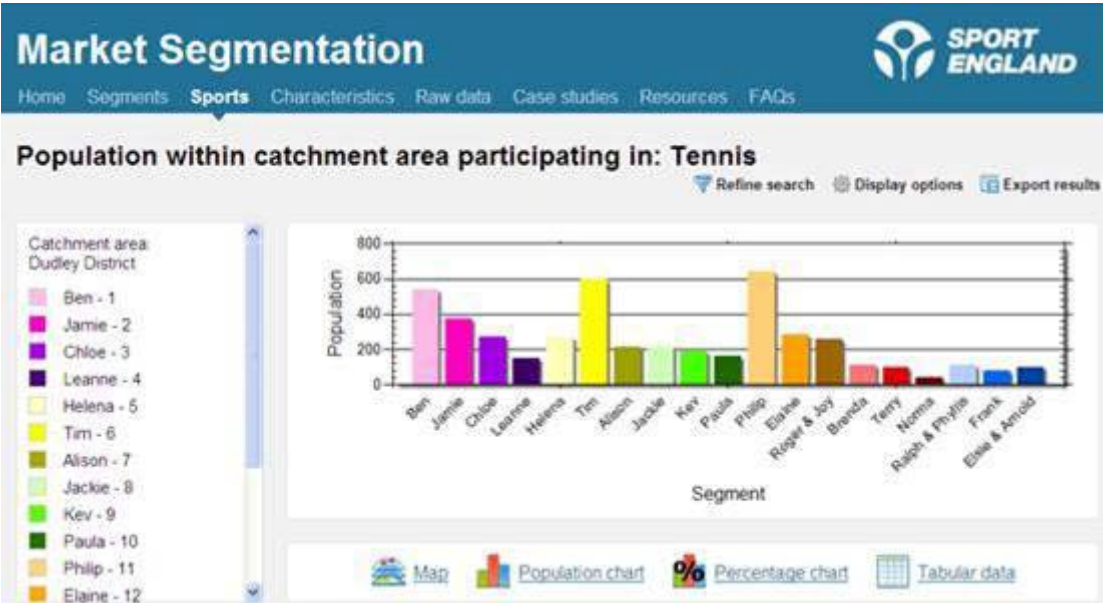 Market Segmentation
SPORT
ENGLAND
Home Segments Sports Characteristics Raw data Case studies Resources FAQs
Population within catchment area participating in: Tennis
Refine search Display options Export results
Catchment area:
Dudley District
Ben - 1
Jamie - 2
Chloe - 3
Leanne - 4
Helena - 5
Tim - 6
Alison - 7
Jackie - 8
Kev - 9
Paula - 10
Philip - 11
Elaine - 12
800
600
400
200
0
Population
Ben Jamie Chloe Leanne Helena Tim Alison Jackie Kev Paula Philip Elaine Roger & Joy Brenda Terry Norma Ralph & Phyllis Frank Elsie & Arnold
Segment
Map Population chart % Percentage chart Tabular data